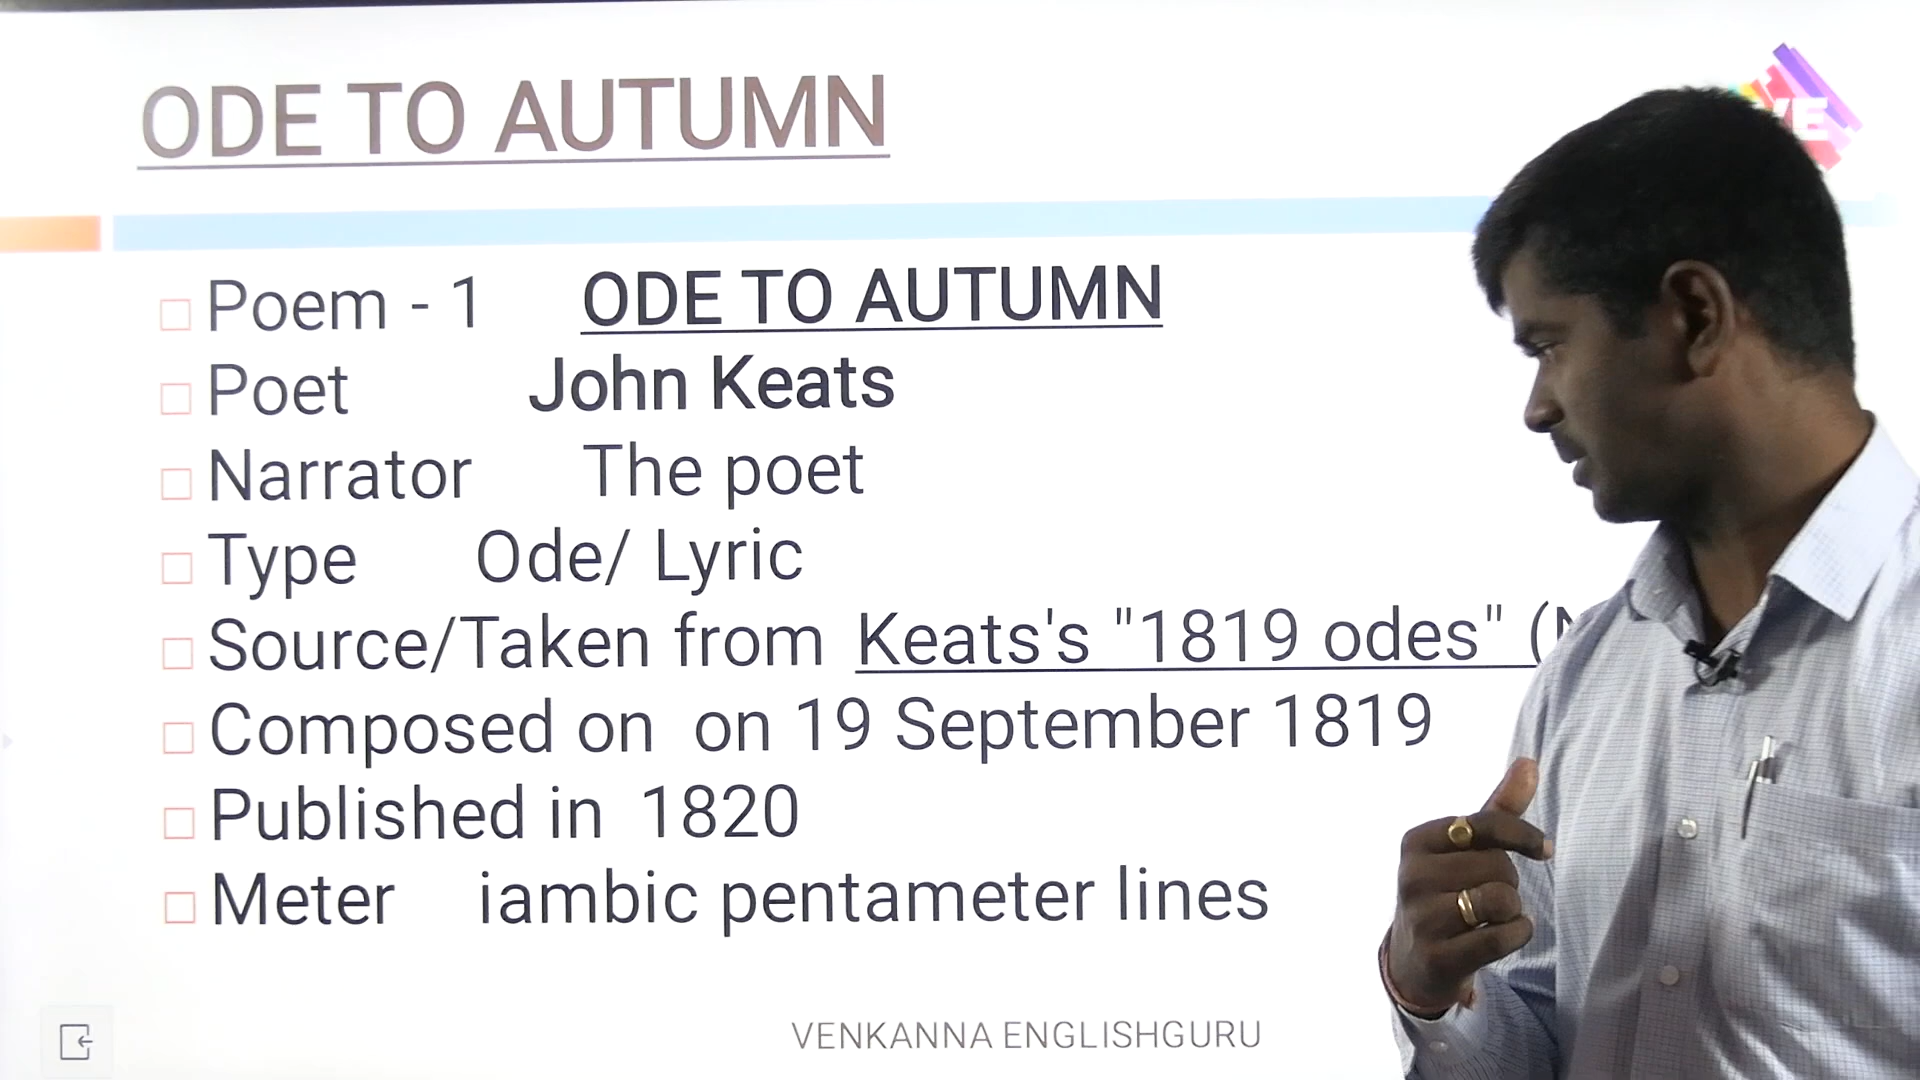 ODE TO AUTUMN
Poem - 1 ODE TO AUTUMN
Poet John Keats
Narrator The poet
Type Ode/ Lyric
Source/Taken from Keats's "1819 odes" (
Composed on on 19 September 1819
Published in 1820
Meter iambic pentameter lines
VENKANNA ENGLISHGURU